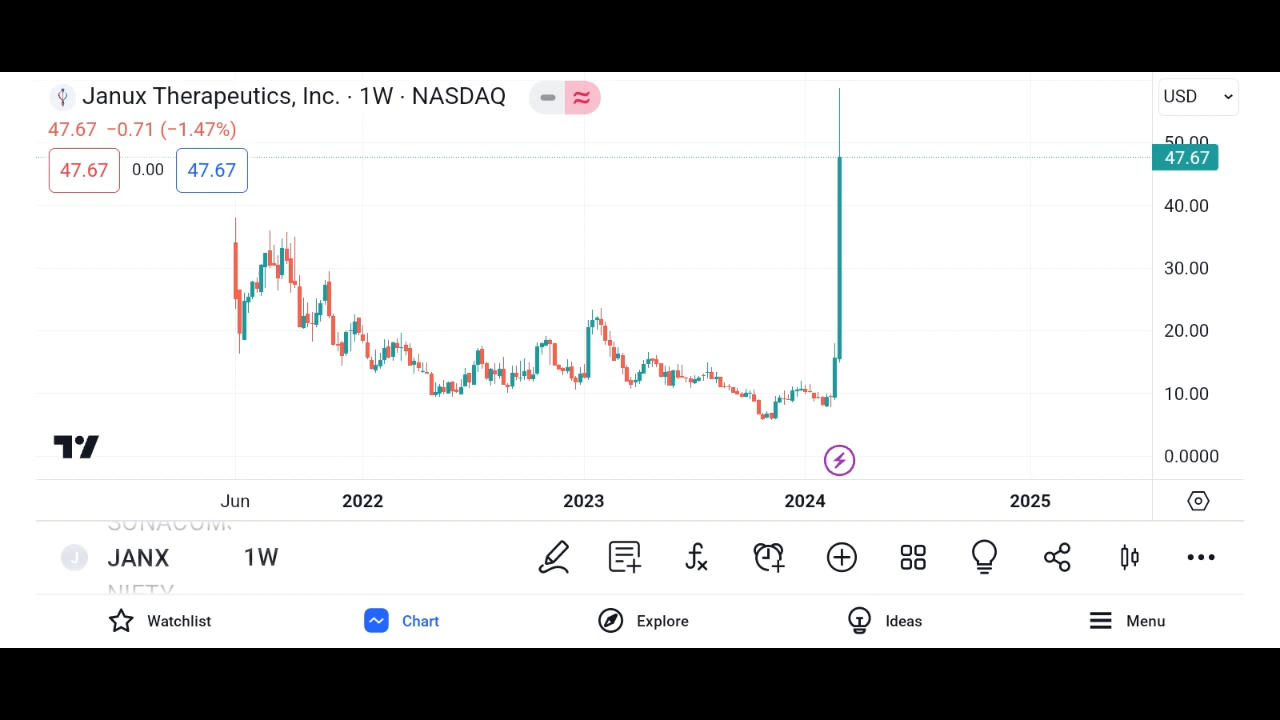 Janux Therapeutics, Inc. · 1W · NASDAQ
USD
47.67 −0.71 (−1.47%)
50.00
47.67 0.00 47.67
47.67
40.00
30.00
20.00
10.00
0.0000
Jun 2022 2023 2024 2025
SONACOMS
J JANX 1W
NIFTY
Watchlist Chart Explore Ideas Menu